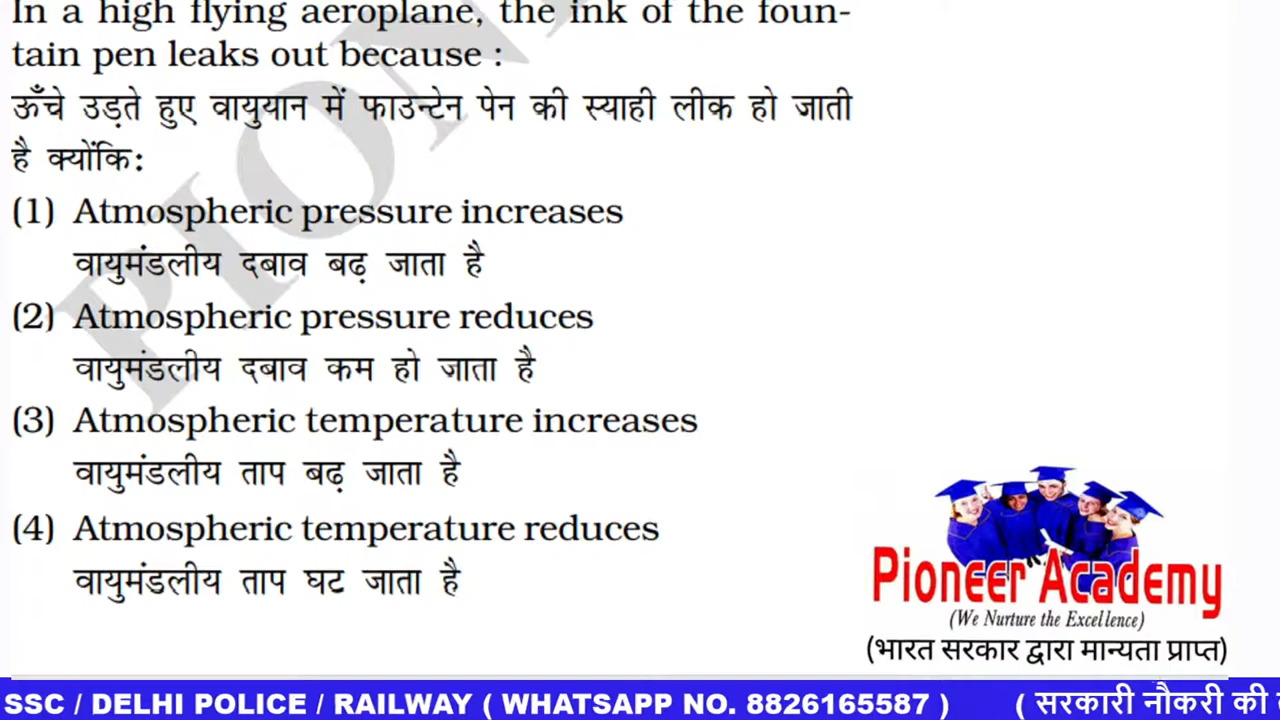 In a high flying aeroplane, the ink of the foun-
tain pen leaks out because :
ऊँचे उड़ते हुए वायुयान में फाउन्टेन पेन की स्याही लीक हो जाती
है क्योंकि:
(1) Atmospheric pressure increases
वायुमंडलीय दबाव बढ़ जाता है
(2) Atmospheric pressure reduces
वायुमंडलीय दबाव कम हो जाता है
(3) Atmospheric temperature increases
वायुमंडलीय ताप बढ़ जाता है
(4) Atmospheric temperature reduces
वायुमंडलीय ताप घट जाता है
Pioneer Academy
(We Nurture the Excellence)
(भारत सरकार द्वारा मान्यता प्राप्त)
SSC / DELHI POLICE / RAILWAY ( WHATSAPP NO. 8826165587 ) ( सरकारी नौकरी की